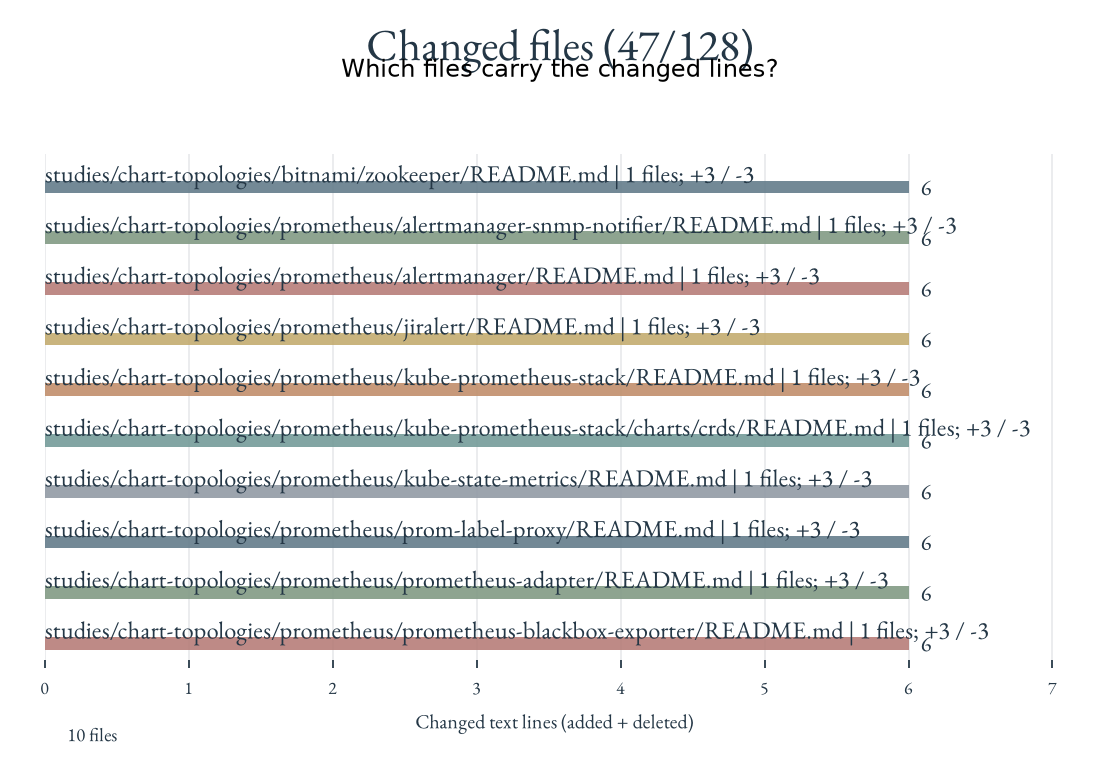 Changed files (47/128)
Which files carry the changed lines?
studies/chart-topologies/bitnami/zookeeper/README.md | 1 files; +3 / -3
6
studies/chart-topologies/prometheus/alertmanager-snmp-notifier/README.md | 1 files; +3 / -3
6
studies/chart-topologies/prometheus/alertmanager/README.md | 1 files; +3 / -3
6
studies/chart-topologies/prometheus/jiralert/README.md | 1 files; +3 / -3
6
studies/chart-topologies/prometheus/kube-prometheus-stack/README.md | 1 files; +3 / -3
6
studies/chart-topologies/prometheus/kube-prometheus-stack/charts/crds/README.md | 1 files; +3 / -3
6
studies/chart-topologies/prometheus/kube-state-metrics/README.md | 1 files; +3 / -3
6
studies/chart-topologies/prometheus/prom-label-proxy/README.md | 1 files; +3 / -3
6
studies/chart-topologies/prometheus/prometheus-adapter/README.md | 1 files; +3 / -3
6
studies/chart-topologies/prometheus/prometheus-blackbox-exporter/README.md | 1 files; +3 / -3
6
0 1 2 3 4 5 6 7
Changed text lines (added + deleted)
10 files